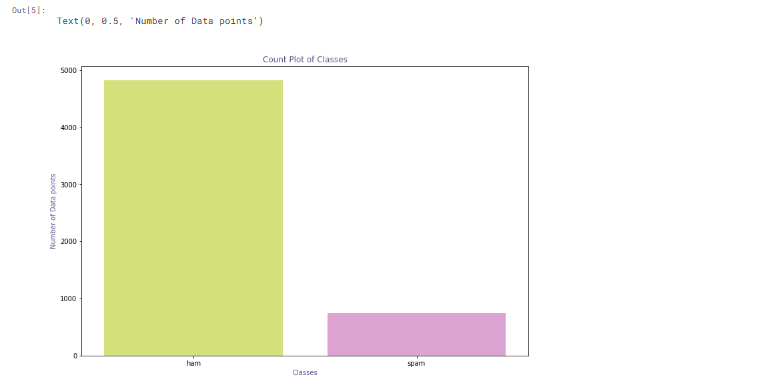 Out[5]:
Text(0, 0.5, 'Number of Data points')
Count Plot of Classes
5000
4000
3000
2000
1000
0
Number of Data points
ham
spam
Classes